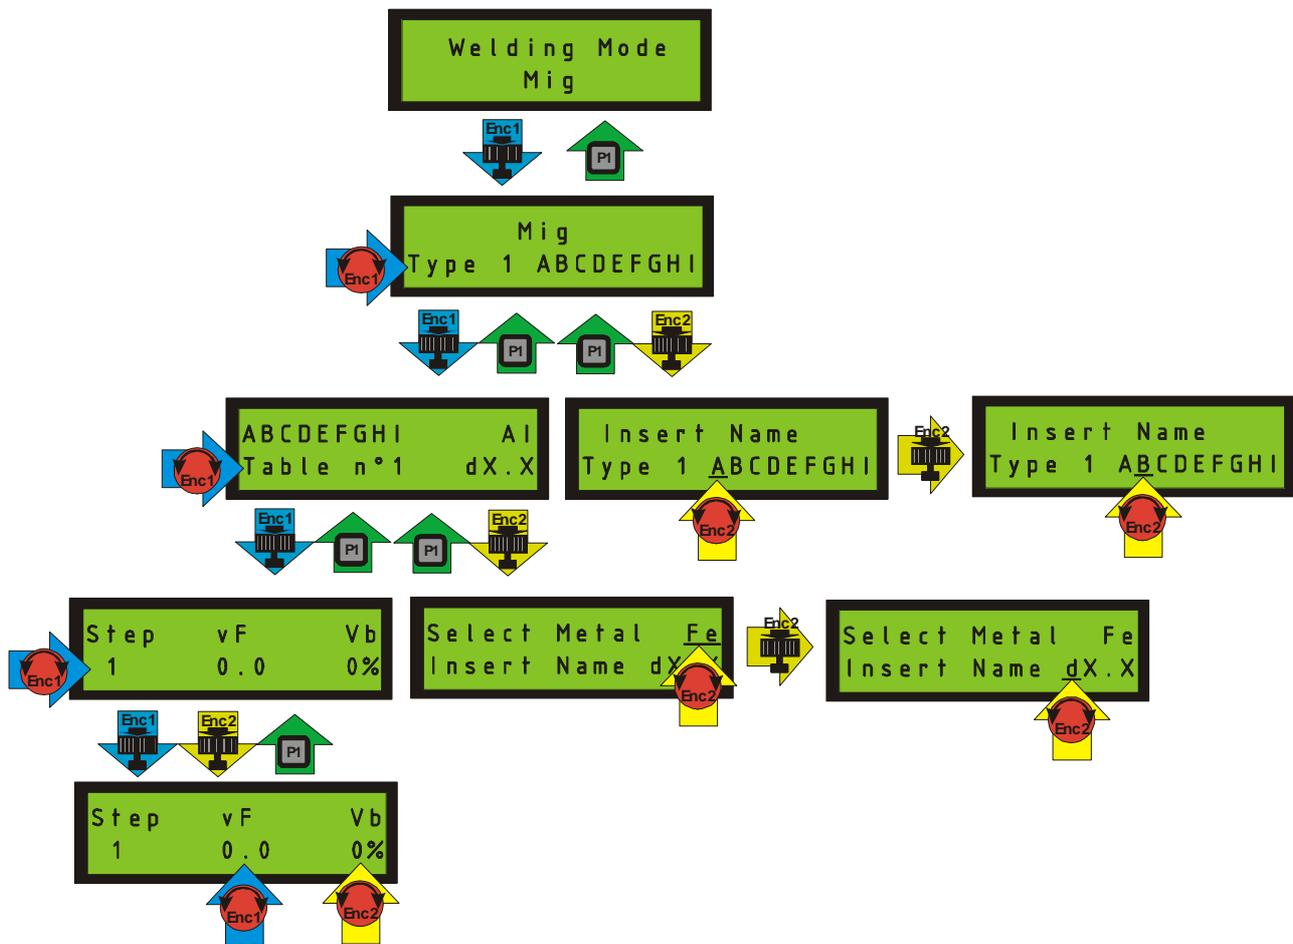 Welding Mode
Mig
Enc1
P1
Mig
Type 1 ABCDEFGHI
Enc1
Enc1
P1
P1
Enc2
ABCDEFGHI Al
Table n°1 dX.X
Enc1
Insert Name
Type 1 ABCDEFGHI
Enc2
Enc2
Insert Name
Type 1 ABCDEFGHI
Enc2
Enc1
P1
P1
Enc2
Step vF Vb
1 0.0 0%
Enc1
Select Metal Fe
Insert Name dX
Enc2
Enc2
Select Metal Fe
Insert Name dX.X
Enc2
Enc1
Enc2
P1
Step vF Vb
1 0.0 0%
Enc1
Enc2